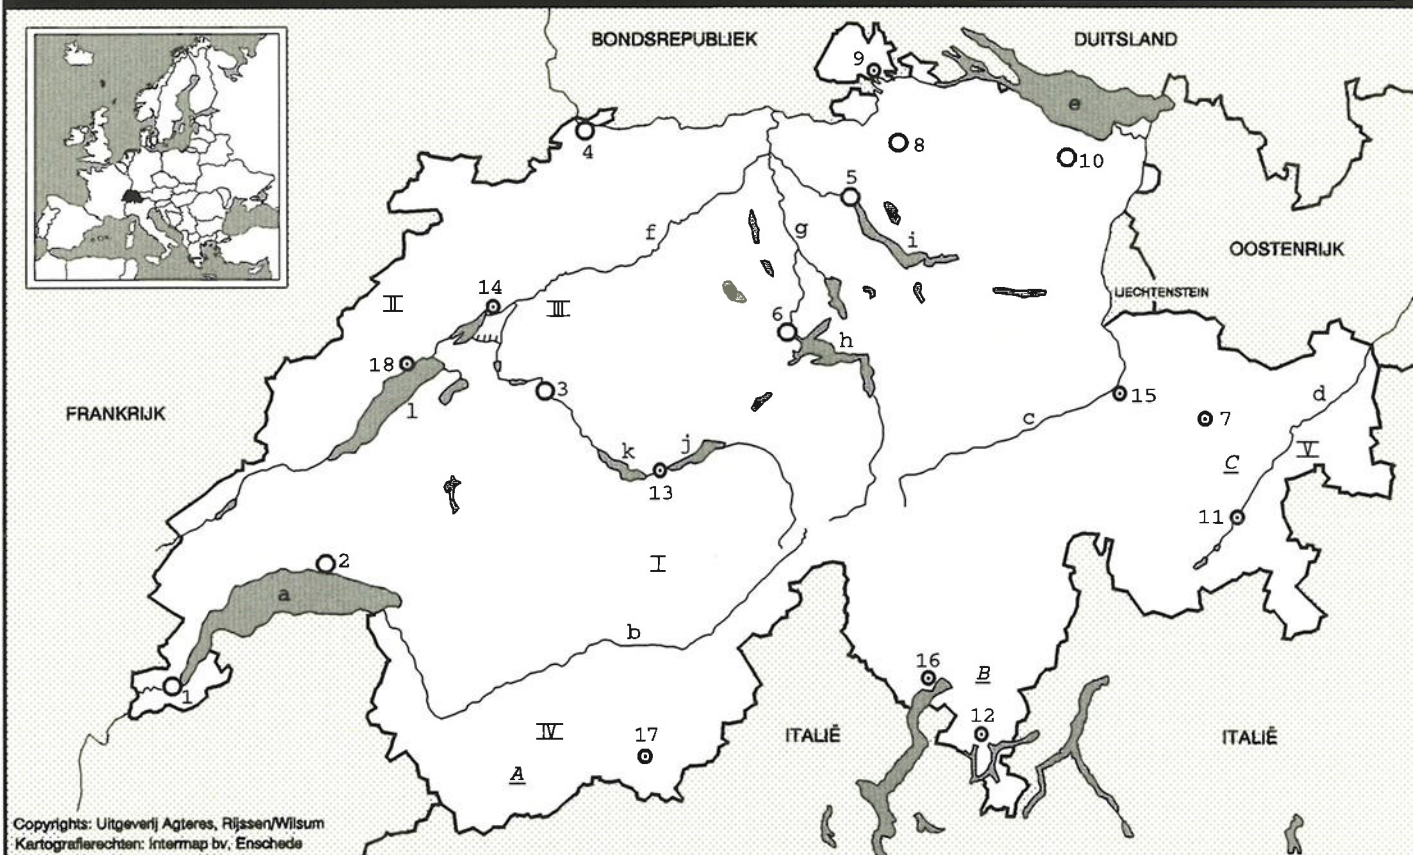 BONDSREPUBLIEK DUITSLAND
9
e
4
8
10
5
f
g
i
OOSTENRIJK
II
14
III
LIECHTENSTEIN
6
h
18
3
15
d
FRANKRIJK
l
c
7
k
j
C
V
13
11
2
I
a
b
16
B
1
IV
17
12
ITALIË
ITALIË
A
Copyrights: Uitgeverij Agteres, Rijssen/Wilsum
Kartografierechten: Intermap bv, Enschede